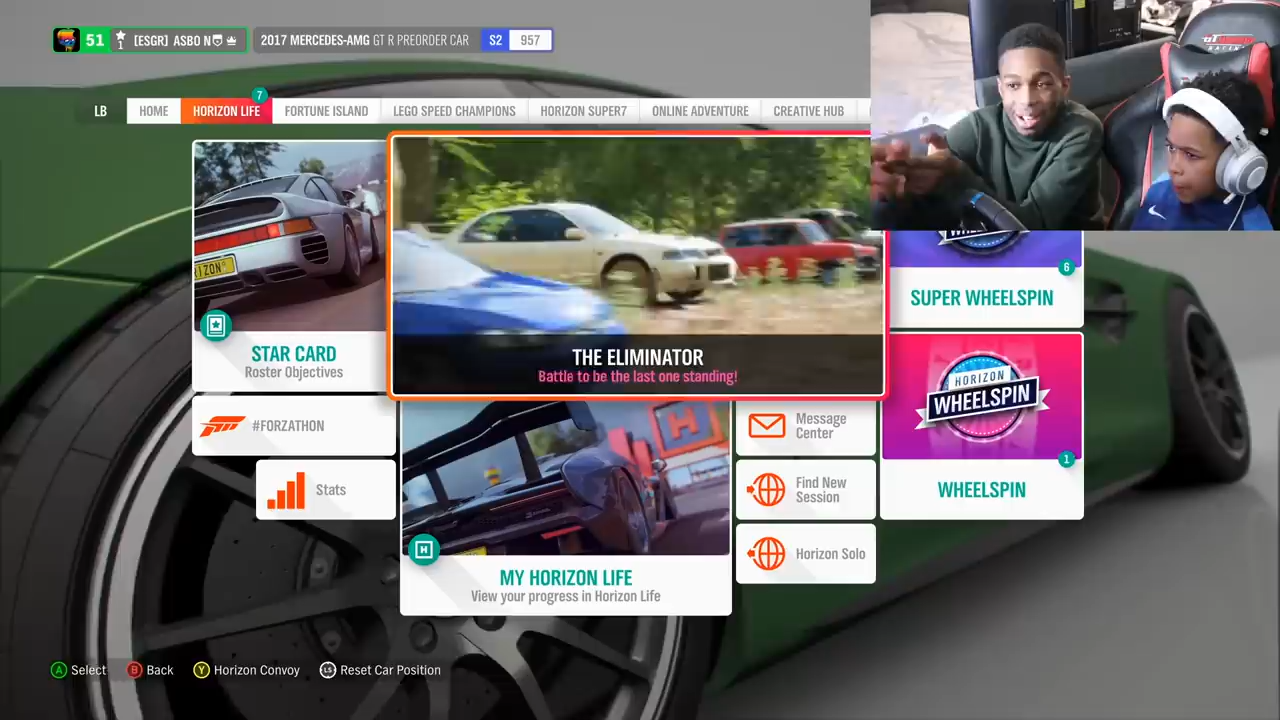 51 1 [ESGR] ASBO N
2017 MERCEDES-AMG GT R PREORDER CAR S2 957
7
LB HOME HORIZON LIFE FORTUNE ISLAND LEGO SPEED CHAMPIONS HORIZON SUPER7 ONLINE ADVENTURE CREATIVE HUB
THE ELIMINATOR
Battle to be the last one standing!
STAR CARD
Roster Objectives
#FORZATHON
Stats
MY HORIZON LIFE
View your progress in Horizon Life
Message
Center
Find New
Session
Horizon Solo
6
SUPER WHEELSPIN
HORIZON
WHEELSPIN
1
WHEELSPIN
A Select B Back Y Horizon Convoy LS Reset Car Position